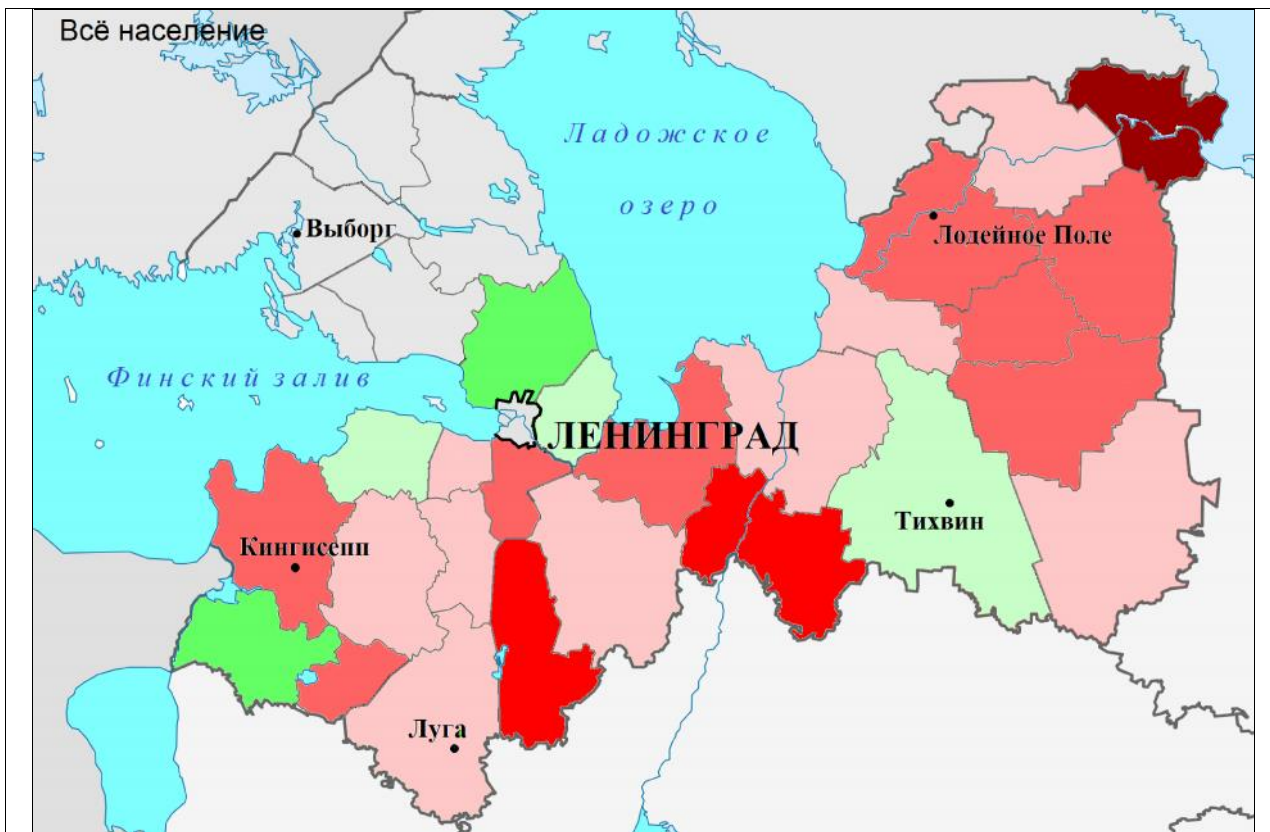 Всё население
Ладожское
озеро
Выборг
Лодейное Поле
Финский залив
ЛЕНИНГРАД
Тихвин
Кингисепп
Луга